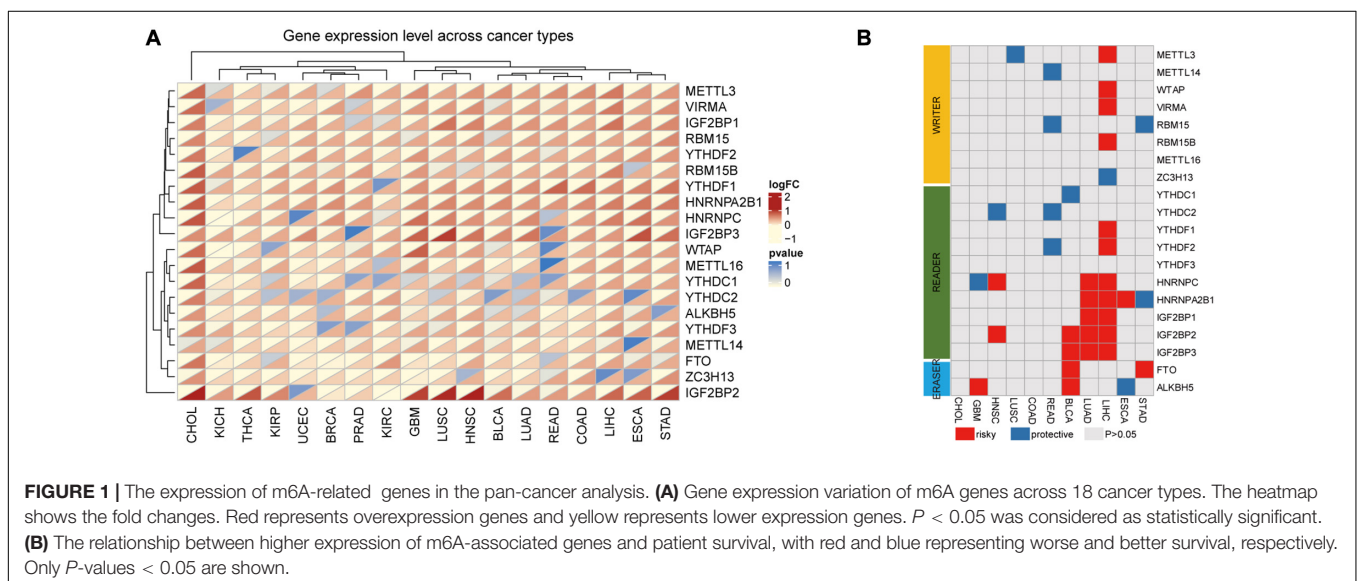 A
Gene expression level across cancer types
METTL3
VIRMA
IGF2BP1
RBM15
YTHDF2
RBM15B
YTHDF1
HNRNPA2B1
HNRNPC
IGF2BP3
WTAP
METTL16
YTHDC1
YTHDC2
ALKBH5
YTHDF3
METTL14
FTO
ZC3H13
IGF2BP2
CHOL
KICH
THCA
KIRP
UCEC
BRCA
PRAD
KIRC
GBM
LUSC
HNSC
BLCA
LUAD
READ
COAD
LIHC
ESCA
STAD
logFC
2
1
0
−1
pvalue
1
0
B
WRITER
READER
ERASER
METTL3
METTL14
WTAP
VIRMA
RBM15
RBM15B
METTL16
ZC3H13
YTHDC1
YTHDC2
YTHDF1
YTHDF2
YTHDF3
HNRNPC
HNRNPA2B1
IGF2BP1
IGF2BP2
IGF2BP3
FTO
ALKBH5
CHOL
GBM
HNSC
LUSC
COAD
READ
BLCA
LUAD
LIHC
ESCA
STAD
risky
protective
P>0.05
FIGURE 1 | The expression of m6A-related genes in the pan-cancer analysis. (A) Gene expression variation of m6A genes across 18 cancer types. The heatmap
shows the fold changes. Red represents overexpression genes and yellow represents lower expression genes. P < 0.05 was considered as statistically significant.
(B) The relationship between higher expression of m6A-associated genes and patient survival, with red and blue representing worse and better survival, respectively.
Only P-values < 0.05 are shown.